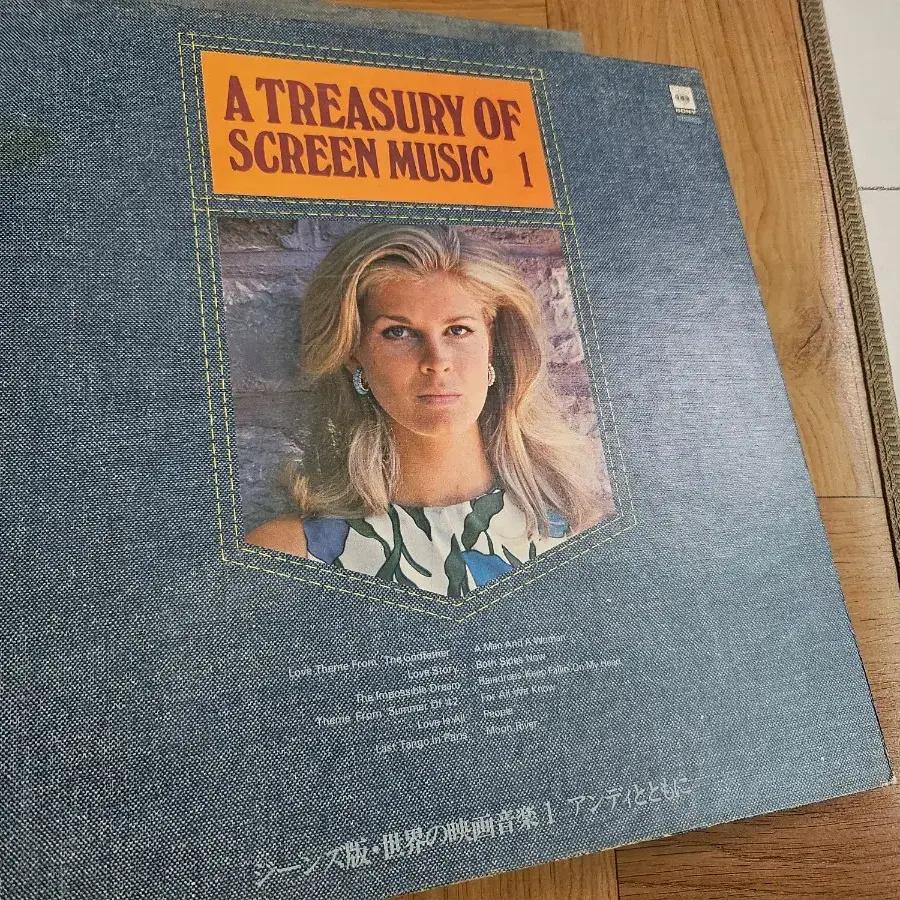 A TREASURY OF
SCREEN MUSIC 1
SONY
Love Theme From "The Godfather"
Love Story
The Impossible Dream
Theme From "Summer Of '42"
Love Is All
Last Tango In Paris
A Man And A Woman
Both Sides Now
Raindrops Keep Fallin' On My Head
For All We Know
People
Moon River
ジーンズ版・世界の映画音楽 1 アンディとともに